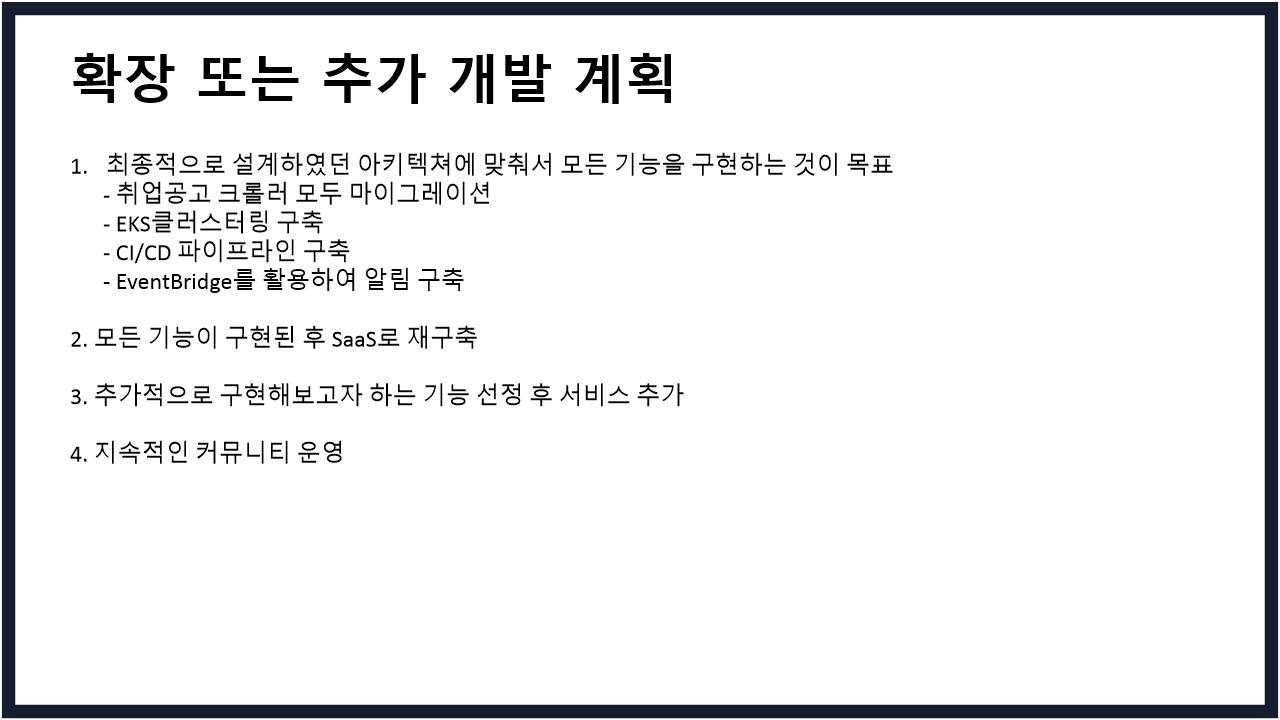 확장 또는 추가 개발 계획
1. 최종적으로 설계하였던 아키텍쳐에 맞춰서 모든 기능을 구현하는 것이 목표
- 취업공고 크롤러 모두 마이그레이션
- EKS클러스터링 구축
- CI/CD 파이프라인 구축
- EventBridge를 활용하여 알림 구축
2. 모든 기능이 구현된 후 SaaS로 재구축
3. 추가적으로 구현해보고자 하는 기능 선정 후 서비스 추가
4. 지속적인 커뮤니티 운영